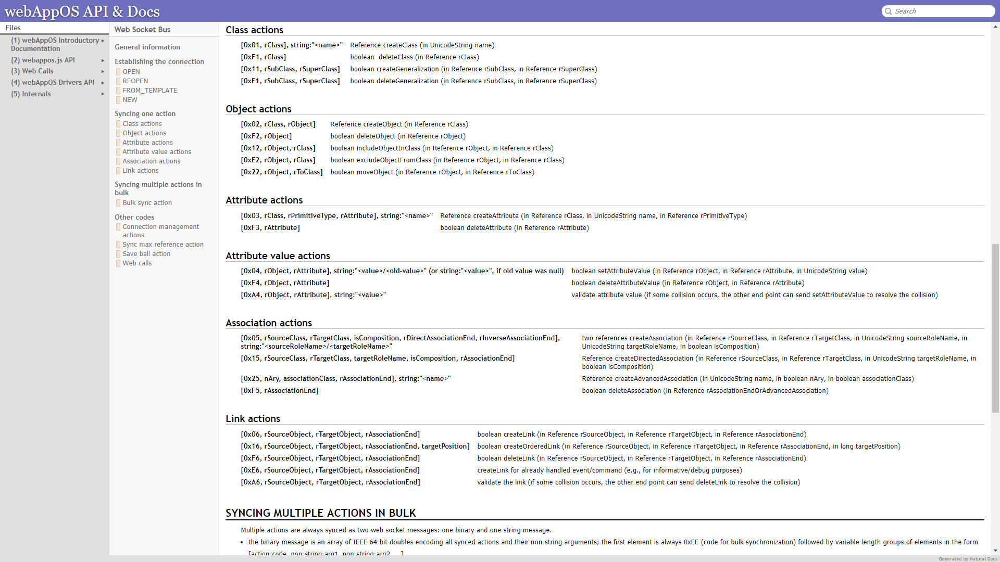 webAppOS API & Docs
Search
Files
(1) webAppOS Introductory
Documentation
(2) webappos.js API
(3) Web Calls
(4) webAppOS Drivers API
(5) Internals
Web Socket Bus
General information
Establishing the connection
OPEN
REOPEN
FROM_TEMPLATE
NEW
Syncing one action
Class actions
Object actions
Attribute actions
Attribute value actions
Association actions
Link actions
Syncing multiple actions in
bulk
Bulk sync action
Other codes
Connection management
actions
Sync max reference action
Save ball action
Web calls
Class actions
[0x01, rClass], string:"<name>" Reference createClass (in UnicodeString name)
[0xF1, rClass] boolean  deleteClass (in Reference rClass)
[0x11, rSubClass, rSuperClass] boolean createGeneralization (in Reference rSubClass, in Reference rSuperClass)
[0xE1, rSubClass, rSuperClass] boolean deleteGeneralization (in Reference rSubClass, in Reference rSuperClass)
Object actions
[0x02, rClass, rObject] Reference createObject (in Reference rClass)
[0xF2, rObject] boolean deleteObject (in Reference rObject)
[0x12, rObject, rClass] boolean includeObjectInClass (in Reference rObject, in Reference rClass)
[0xE2, rObject, rClass] boolean excludeObjectFromClass (in Reference rObject, in Reference rClass)
[0x22, rObject, rToClass] boolean moveObject (in Reference rObject, in Reference rToClass)
Attribute actions
[0x03, rClass, rPrimitiveType, rAttribute], string:"<name>" Reference createAttribute (in Reference rClass, in UnicodeString name, in Reference rPrimitiveType)
[0xF3, rAttribute] boolean deleteAttribute (in Reference rAttribute)
Attribute value actions
[0x04, rObject, rAttribute], string:"<value>/<old-value>" (or string:"<value>", if old value was null) boolean setAttributeValue (in Reference rObject, in Reference rAttribute, in UnicodeString value)
[0xF4, rObject, rAttribute] boolean deleteAttributeValue (in Reference rObject, in Reference rAttribute)
[0xA4, rObject, rAttribute], string:"<value>" validate attribute value (if some collision occurs, the other end point can send setAttributeValue to resolve the collision)
Association actions
[0x05, rSourceClass, rTargetClass, isComposition, rDirectAssociationEnd, rInverseAssociationEnd],
string:"<sourceRoleName>/<targetRoleName>"
two references createAssociation (in Reference rSourceClass, in Reference rTargetClass, in UnicodeString sourceRoleName, in
UnicodeString targetRoleName, in boolean isComposition)
[0x15, rSourceClass, rTargetClass, targetRoleName, isComposition, rAssociationEnd]
Reference createDirectedAssociation (in Reference rSourceClass, in Reference rTargetClass, in UnicodeString targetRoleName, in
boolean isComposition)
[0x25, nAry, associationClass, rAssociationEnd], string:"<name>" Reference createAdvancedAssociation (in UnicodeString name, in boolean nAry, in boolean associationClass)
[0xF5, rAssociationEnd] boolean deleteAssociation (in Reference rAssociationEndOrAdvancedAssociation)
Link actions
[0x06, rSourceObject, rTargetObject, rAssociationEnd] boolean createLink (in Reference rSourceObject, in Reference rTargetObject, in Reference rAssociationEnd)
[0x16, rSourceObject, rTargetObject, rAssociationEnd, targetPosition] boolean createOrderedLink (in Reference rSourceObject, in Reference rTargetObject, in Reference rAssociationEnd, in long targetPosition)
[0xF6, rSourceObject, rTargetObject, rAssociationEnd] boolean deleteLink (in Reference rSourceObject, in Reference rTargetObject, in Reference rAssociationEnd)
[0xE6, rSourceObject, rTargetObject, rAssociationEnd] createLink for already handled event/command (e.g., for informative/debug purposes)
[0xA6, rSourceObject, rTargetObject, rAssociationEnd] validate the link (if some collision occurs, the other end point can send deleteLink to resolve the collision)
SYNCING MULTIPLE ACTIONS IN BULK
Multiple actions are always synced as two web socket messages: one binary and one string message.
• the binary message is an array of IEEE 64-bit doubles encoding all synced actions and their non-string arguments; the first element is always 0xEE (code for bulk synchronization) followed by variable-length groups of elements in the form
[action-code, non-string-arg1, non-string-arg2, ...]
Generated by Natural Docs